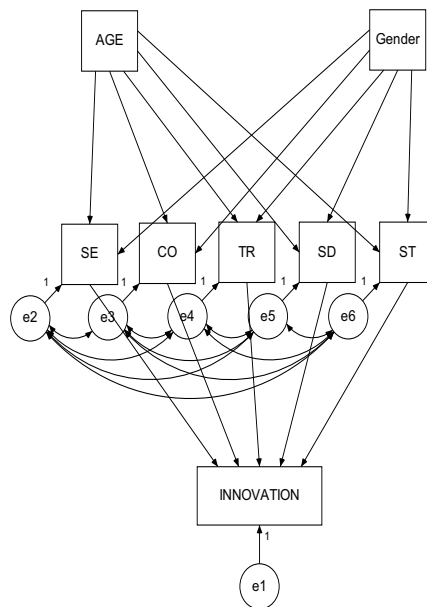 AGE
Gender
SE
CO
TR
SD
ST
1
1
1
1
1
e2
e3
e4
e5
e6
INNOVATION
1
e1